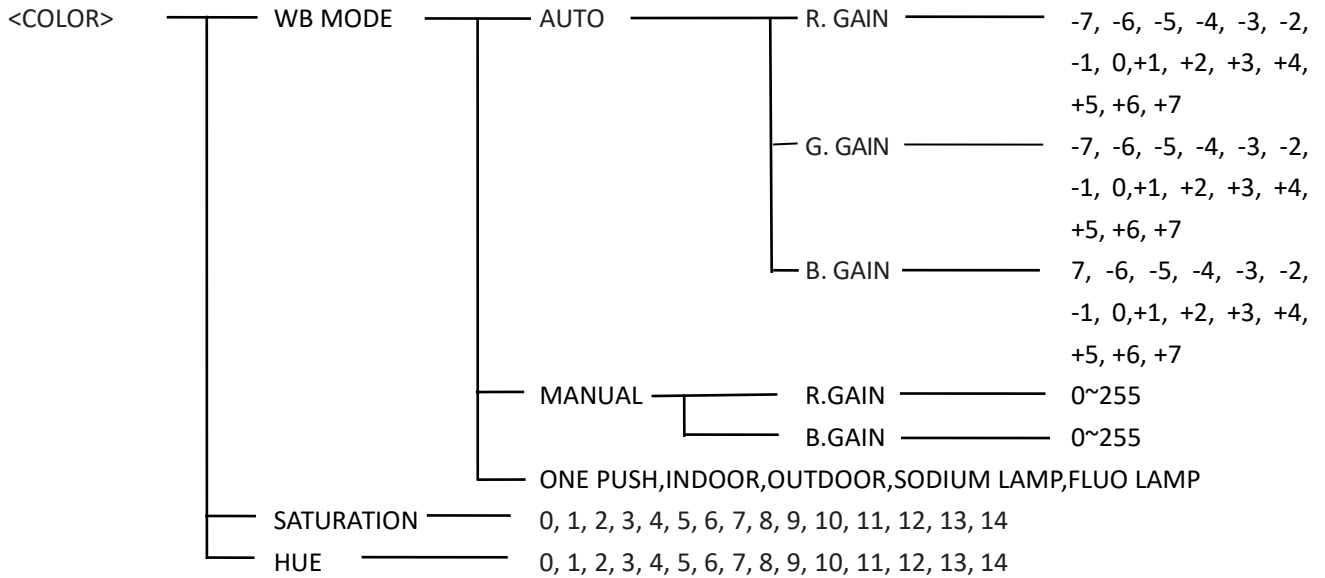 <COLOR> WB MODE AUTO R. GAIN -7, -6, -5, -4, -3, -2,
-1, 0,+1, +2, +3, +4,
+5, +6, +7
G. GAIN -7, -6, -5, -4, -3, -2,
-1, 0,+1, +2, +3, +4,
+5, +6, +7
B. GAIN 7, -6, -5, -4, -3, -2,
-1, 0,+1, +2, +3, +4,
+5, +6, +7
MANUAL R.GAIN 0~255
B.GAIN 0~255
ONE PUSH,INDOOR,OUTDOOR,SODIUM LAMP,FLUO LAMP
SATURATION 0, 1, 2, 3, 4, 5, 6, 7, 8, 9, 10, 11, 12, 13, 14
HUE 0, 1, 2, 3, 4, 5, 6, 7, 8, 9, 10, 11, 12, 13, 14